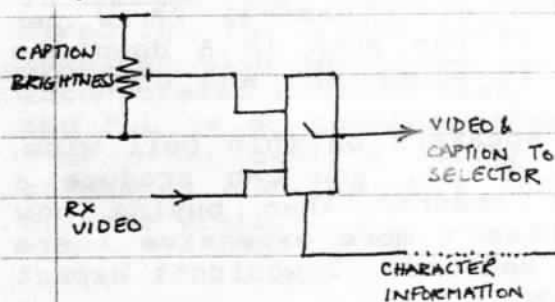 CAPTION
BRIGHTNESS
VIDEO &
CAPTION TO
SELECTOR
RX
VIDEO
CHARACTER
INFORMATION